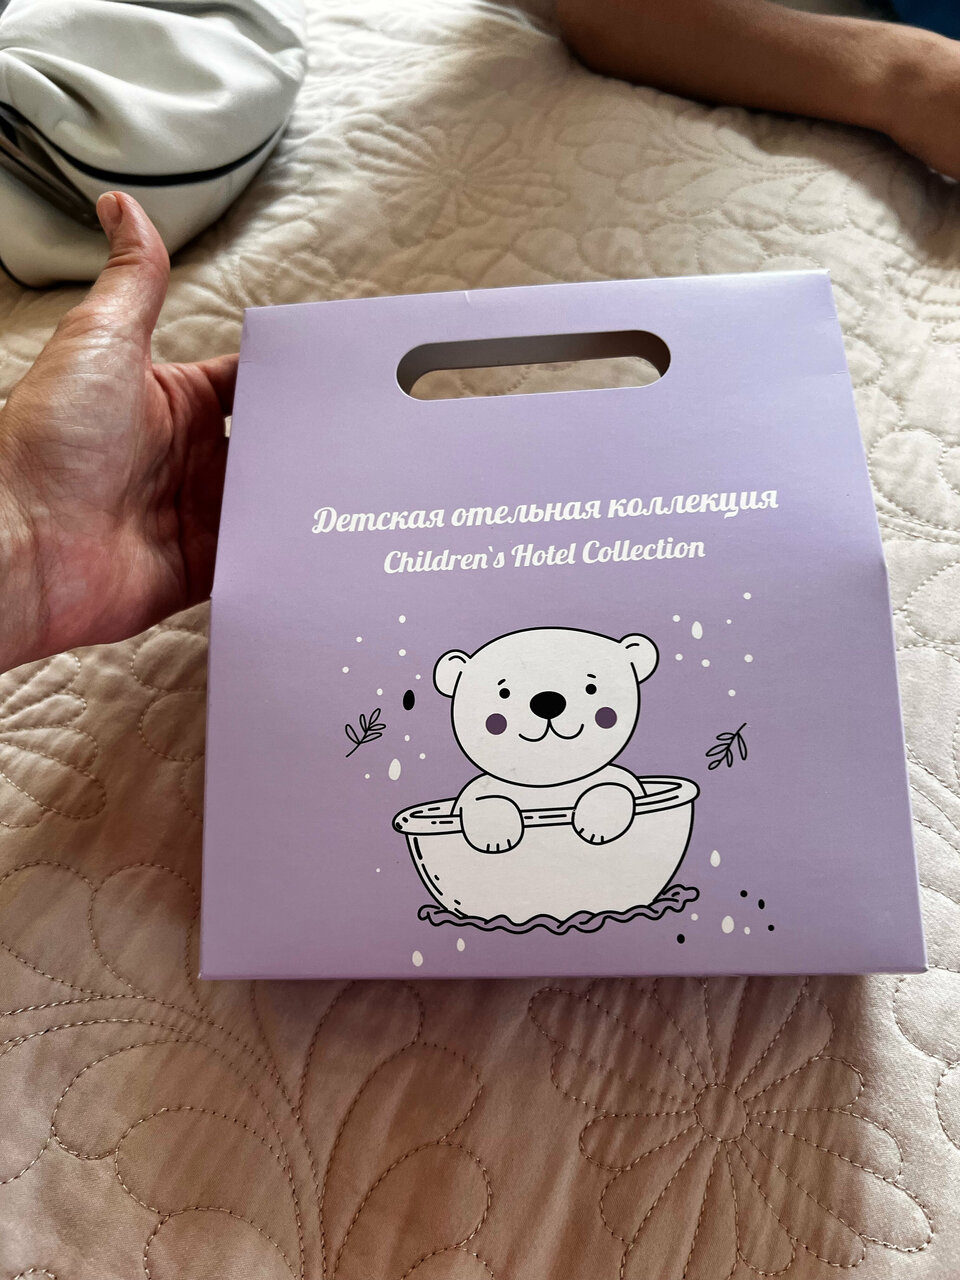 Детская отельная коллекция
Children`s Hotel Collection